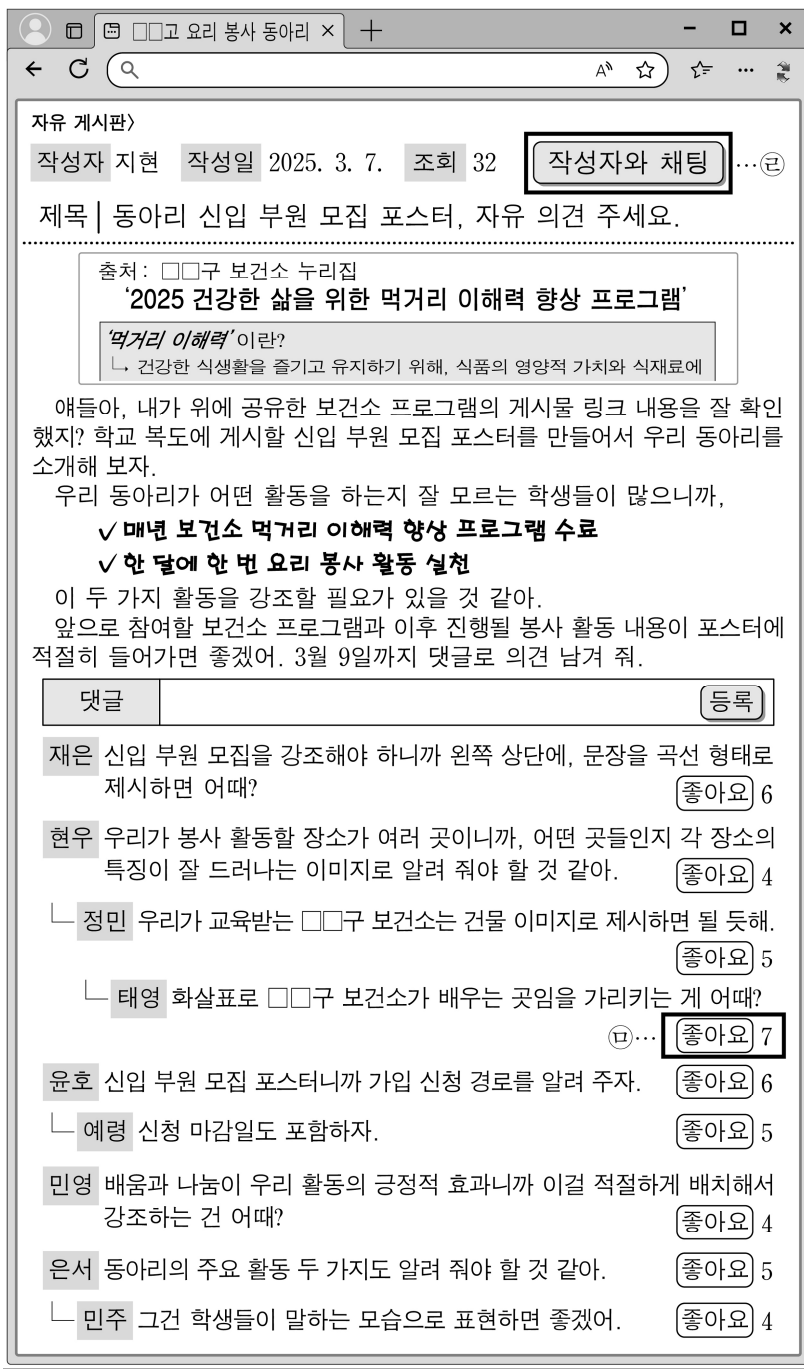 □□고 요리 봉사 동아리 ×
자유 게시판〉
작성자 지현 작성일 2025. 3. 7. 조회 32 작성자와 채팅 …㉣
제목 | 동아리 신입 부원 모집 포스터, 자유 의견 주세요.
출처: □□구 보건소 누리집
‘2025 건강한 삶을 위한 먹거리 이해력 향상 프로그램’
‘먹거리 이해력’이란?
↳ 건강한 식생활을 즐기고 유지하기 위해, 식품의 영양적 가치와 식재료에
얘들아, 내가 위에 공유한 보건소 프로그램의 게시물 링크 내용을 잘 확인
했지? 학교 복도에 게시할 신입 부원 모집 포스터를 만들어서 우리 동아리를
소개해 보자.
우리 동아리가 어떤 활동을 하는지 잘 모르는 학생들이 많으니까,
✓ 매년 보건소 먹거리 이해력 향상 프로그램 수료
✓ 한 달에 한 번 요리 봉사 활동 실천
이 두 가지 활동을 강조할 필요가 있을 것 같아.
앞으로 참여할 보건소 프로그램과 이후 진행될 봉사 활동 내용이 포스터에
적절히 들어가면 좋겠어. 3월 9일까지 댓글로 의견 남겨 줘.
댓글 등록
재은 신입 부원 모집을 강조해야 하니까 왼쪽 상단에, 문장을 곡선 형태로
제시하면 어때? 좋아요 6
현우 우리가 봉사 활동할 장소가 여러 곳이니까, 어떤 곳들인지 각 장소의
특징이 잘 드러나는 이미지로 알려 줘야 할 것 같아. 좋아요 4
정민 우리가 교육받는 □□구 보건소는 건물 이미지로 제시하면 될 듯해.
좋아요 5
태영 화살표로 □□구 보건소가 배우는 곳임을 가리키는 게 어때?
㉤… 좋아요 7
윤호 신입 부원 모집 포스터니까 가입 신청 경로를 알려 주자. 좋아요 6
예령 신청 마감일도 포함하자. 좋아요 5
민영 배움과 나눔이 우리 활동의 긍정적 효과니까 이걸 적절하게 배치해서
강조하는 건 어때? 좋아요 4
은서 동아리의 주요 활동 두 가지도 알려 줘야 할 것 같아. 좋아요 5
민주 그건 학생들이 말하는 모습으로 표현하면 좋겠어. 좋아요 4